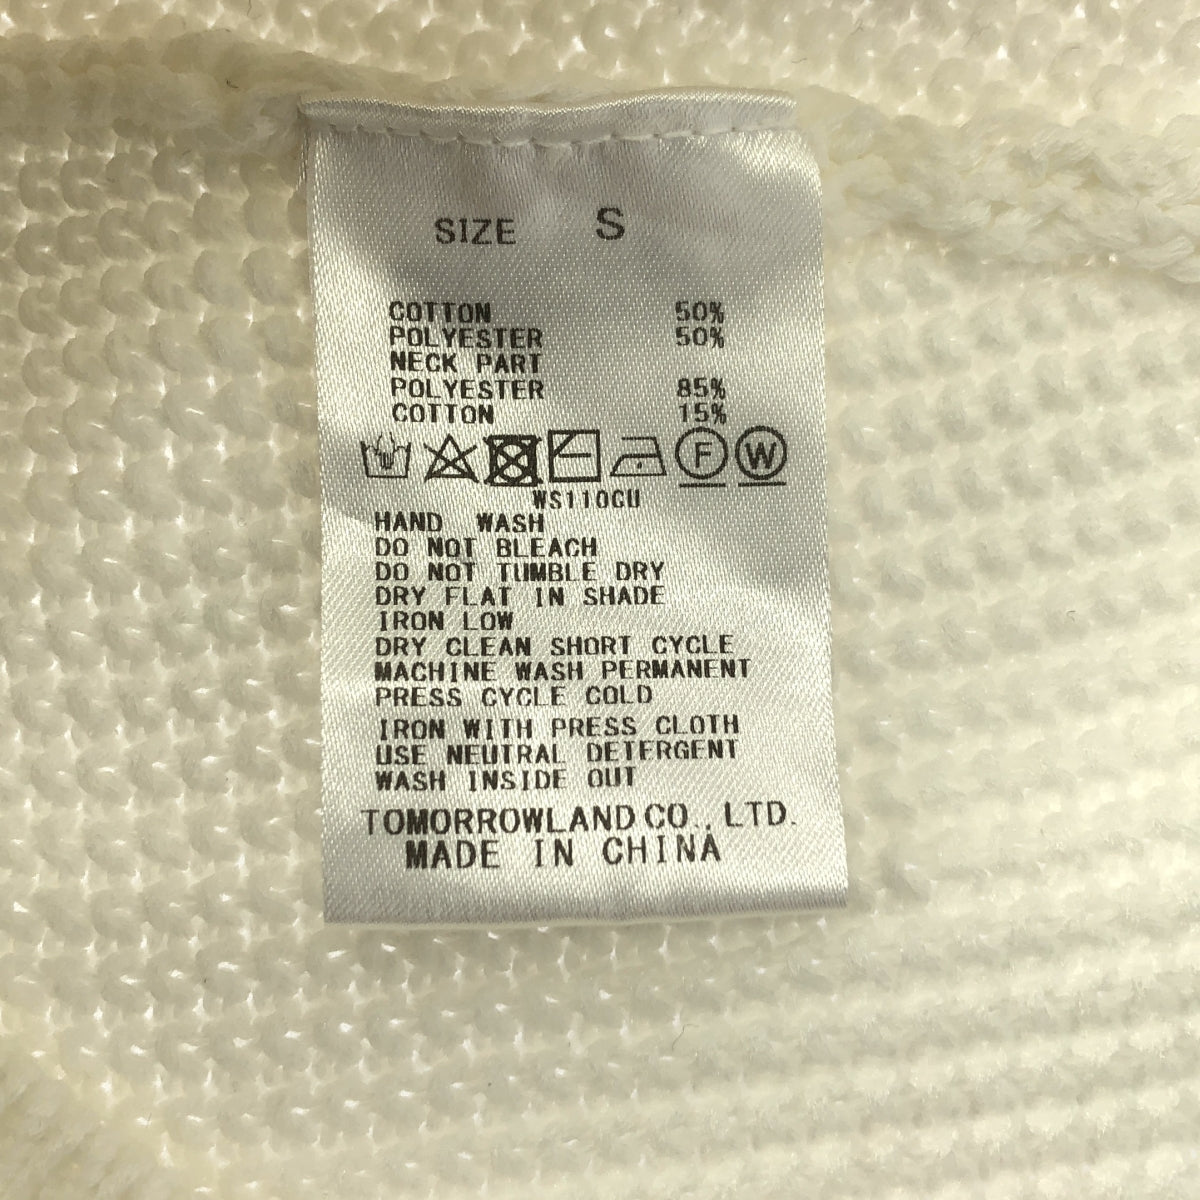 SIZE S
COTTON 50%
POLYESTER 50%
NECK PART
POLYESTER 85%
COTTON 15%
F W
WS110CU
HAND WASH
DO NOT BLEACH
DO NOT TUMBLE DRY
DRY FLAT IN SHADE
IRON LOW
DRY CLEAN SHORT CYCLE
MACHINE WASH PERMANENT
PRESS CYCLE COLD
IRON WITH PRESS CLOTH
USE NEUTRAL DETERGENT
WASH INSIDE OUT
TOMORROWLAND CO., LTD.
MADE IN CHINA